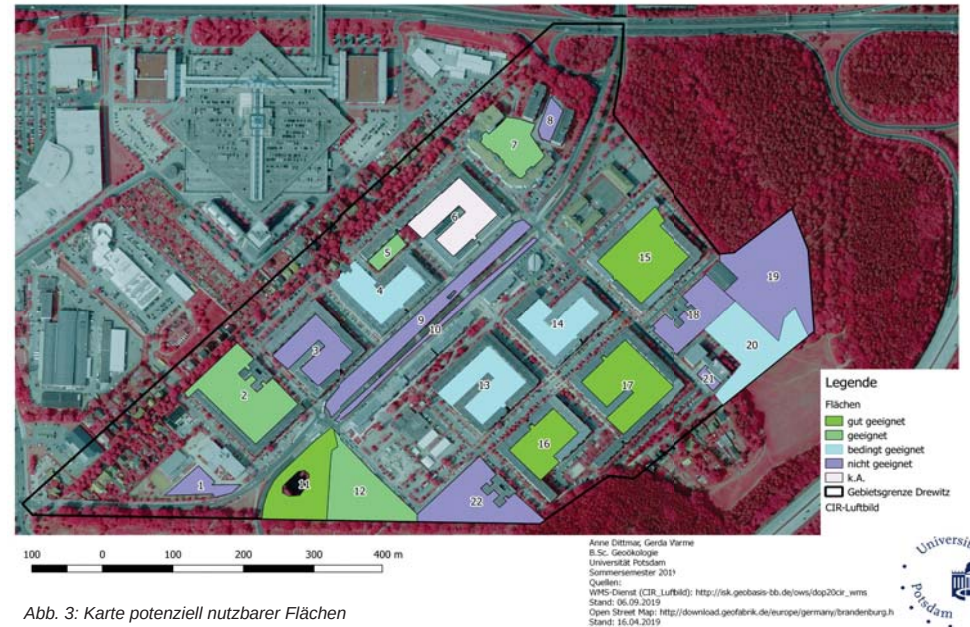 8
7
6
5
15
4
19
9
18
10
14
20
3
21
2
13
17
16
1
11
12
22
Legende
Flächen
gut geeignet
geeignet
bedingt geeignet
nicht geeignet
k.A.
Gebietsgrenze Drewitz
CIR-Luftbild
100 0 100 200 300 400 m
Anne Dittmar, Gerda Varme
B.Sc. Geoökologie
Universität Potsdam
Sommersemester 2019
Quellen:
WMS-Dienst (CIR_Luftbild): http://isk.geobasis-bb.de/ows/dop20cir_wms
Stand: 06.09.2019
Open Street Map: http://download.geofabrik.de/europe/germany/brandenburg.h
Stand: 16.04.2019
Universi
Potsdam
Abb. 3: Karte potenziell nutzbarer Flächen